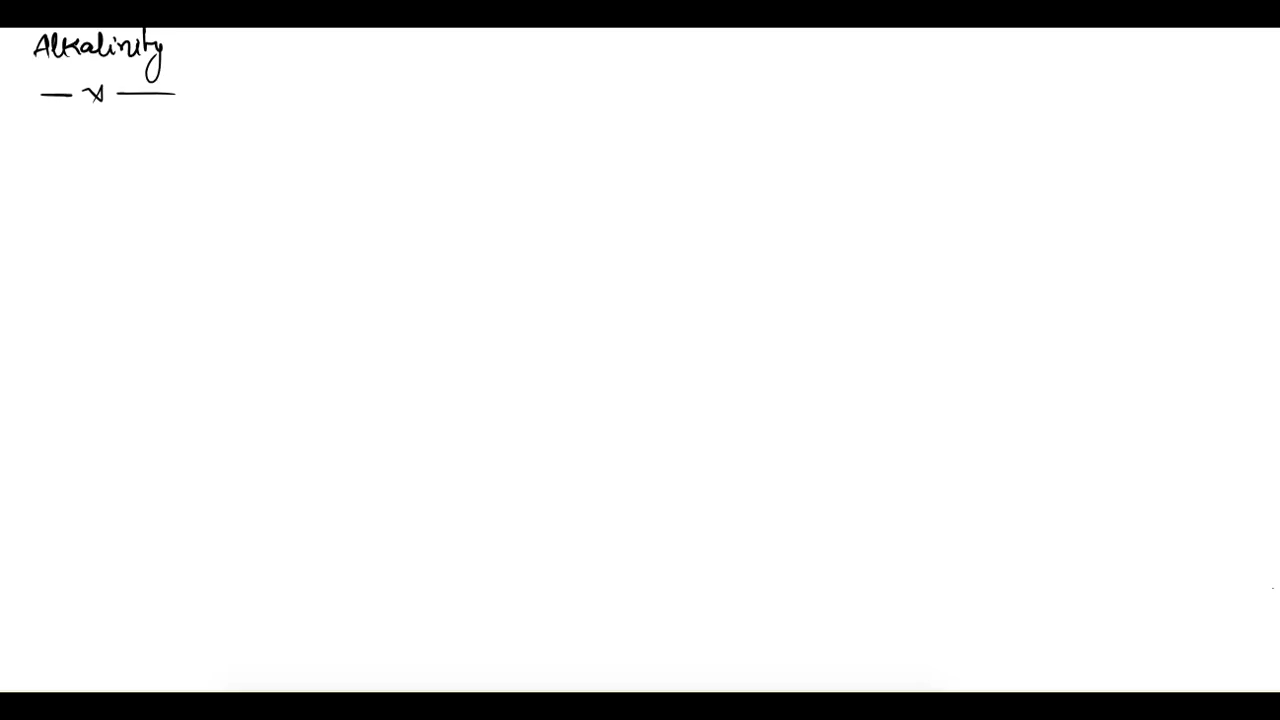 Alkalinity
— x —